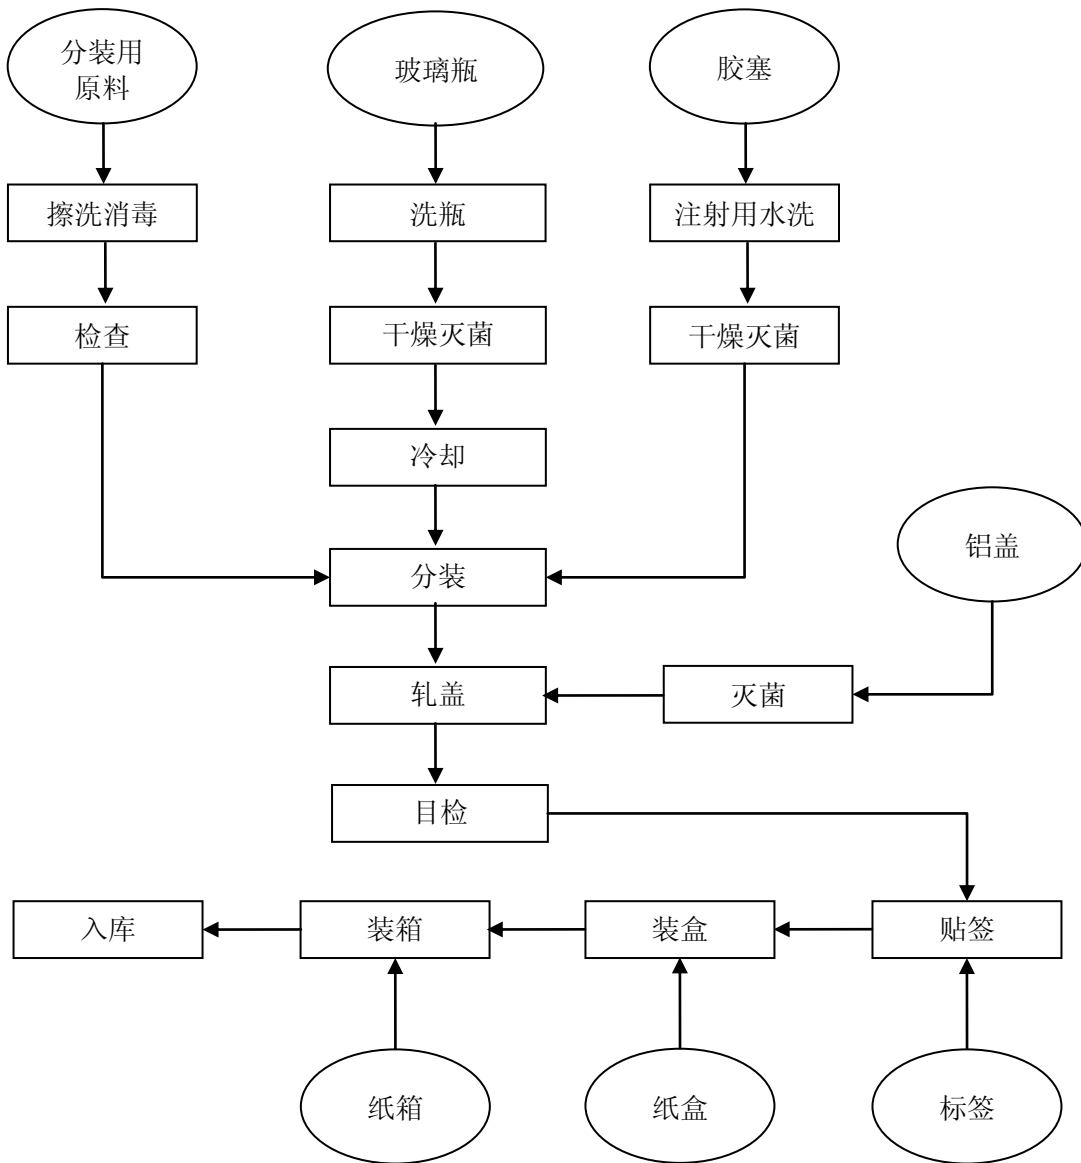 分装用
原料
玻璃瓶
胶塞
擦洗消毒
洗瓶
注射用水洗
检查
干燥灭菌
干燥灭菌
冷却
铝盖
分装
轧盖
灭菌
目检
入库
装箱
装盒
贴签
纸箱
纸盒
标签